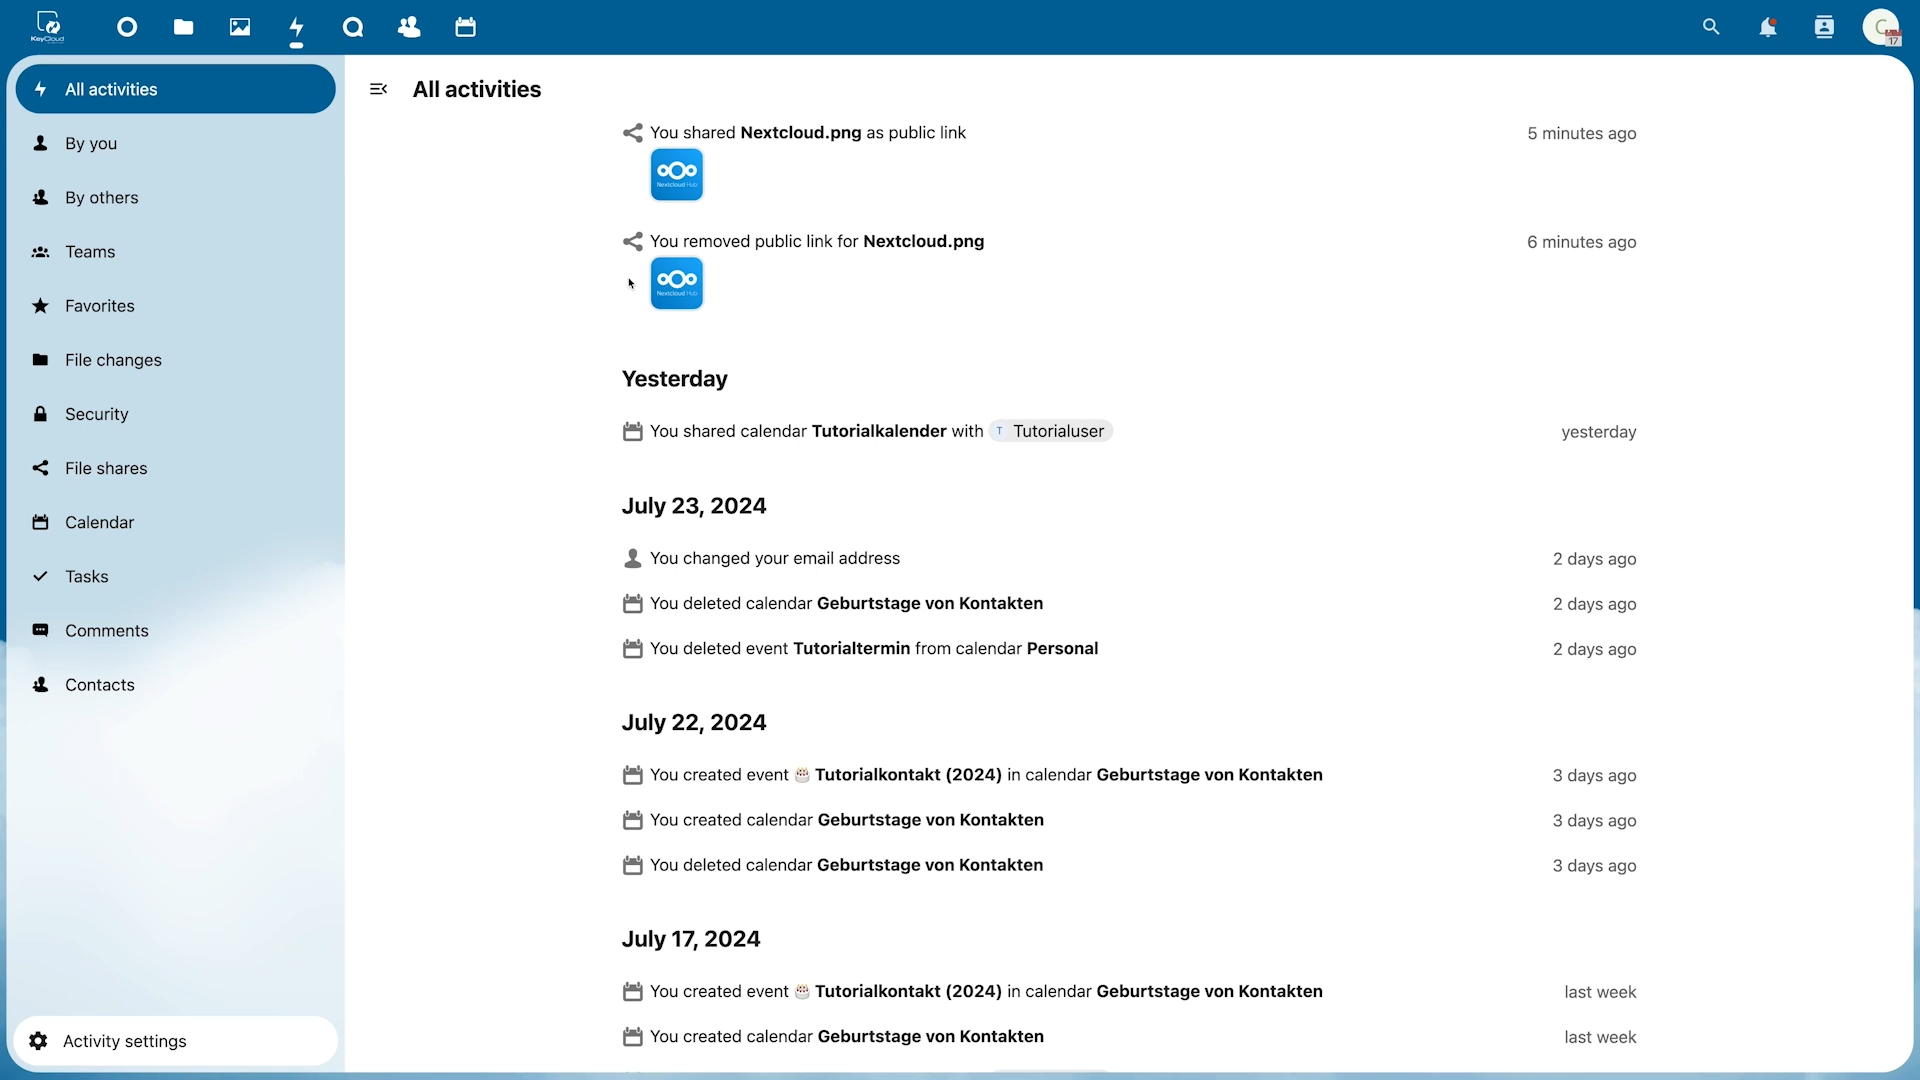 KeyCloud
C
17
All activities
By you
By others
Teams
Favorites
File changes
Security
File shares
Calendar
Tasks
Comments
Contacts
Activity settings
All activities
You shared Nextcloud.png as public link 5 minutes ago
Nextcloud Hub
You removed public link for Nextcloud.png 6 minutes ago
Nextcloud Hub
Yesterday
You shared calendar Tutorialkalender with T Tutorialuser yesterday
July 23, 2024
You changed your email address 2 days ago
You deleted calendar Geburtstage von Kontakten 2 days ago
You deleted event Tutorialtermin from calendar Personal 2 days ago
July 22, 2024
You created event 🎂 Tutorialkontakt (2024) in calendar Geburtstage von Kontakten 3 days ago
You created calendar Geburtstage von Kontakten 3 days ago
You deleted calendar Geburtstage von Kontakten 3 days ago
July 17, 2024
You created event 🎂 Tutorialkontakt (2024) in calendar Geburtstage von Kontakten last week
You created calendar Geburtstage von Kontakten last week